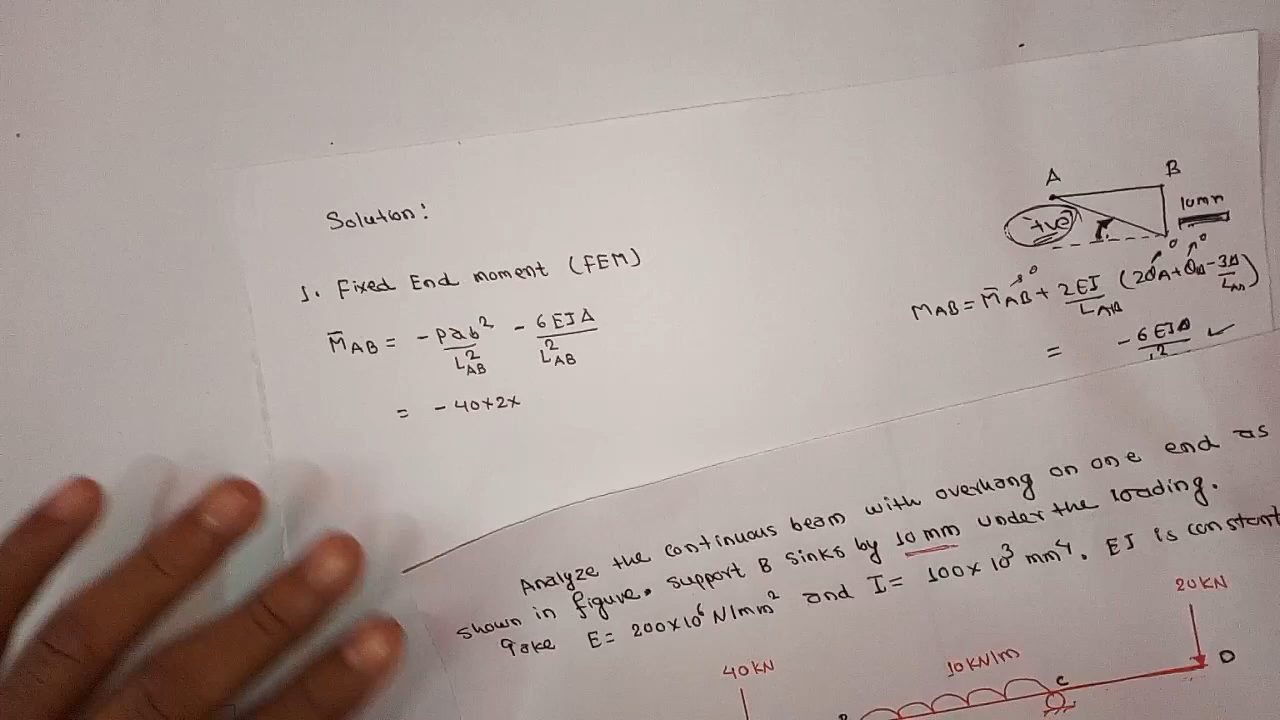 Solution:
1. Fixed End moment (FEM)
M̄AB = -Pab²/L²AB - 6EIΔ/L²AB
= -40×2×
A B
10mm
+ve
MAB = M̄AB + 2EI/LAB (2θA + θB - 3Δ/LAB)
= -6EIΔ/L² ✓
Analyze the continuous beam with overhang on one end as
shown in figure. support B sinks by 10 mm under the loading.
Take E = 200×10⁶ N/mm² and I = 100×10³ mm⁴. EI is constant
20KN
40KN
10KN/m
B C D